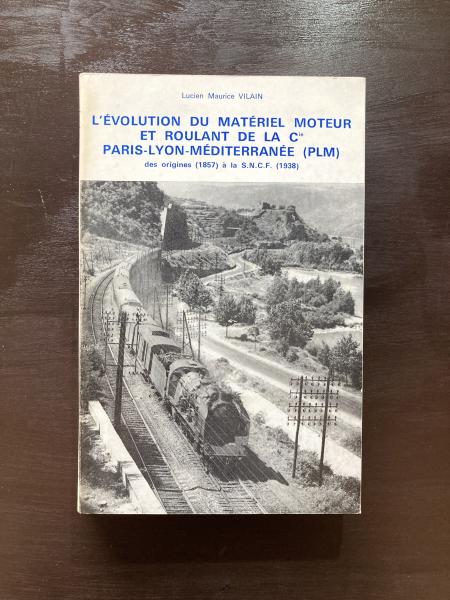 Lucien Maurice VILAIN
L'ÉVOLUTION DU MATÉRIEL MOTEUR
ET ROULANT DE LA Cie
PARIS-LYON-MÉDITERRANÉE (PLM)
des origines (1857) à la S.N.C.F. (1938)